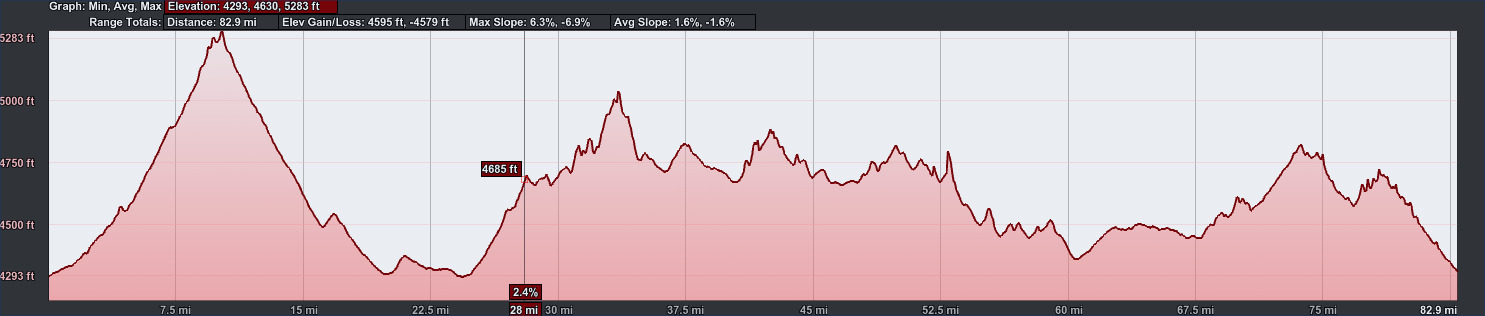 Graph: Min, Avg, Max Elevation: 4293, 4630, 5283 ft
Range Totals: Distance: 82.9 mi Elev Gain/Loss: 4595 ft, -4579 ft Max Slope: 6.3%, -6.9% Avg Slope: 1.6%, -1.6%
5283 ft
5000 ft
4750 ft
4685 ft
4500 ft
4293 ft
2.4%
7.5 mi 15 mi 22.5 mi 28 mi 30 mi 37.5 mi 45 mi 52.5 mi 60 mi 67.5 mi 75 mi 82.9 mi